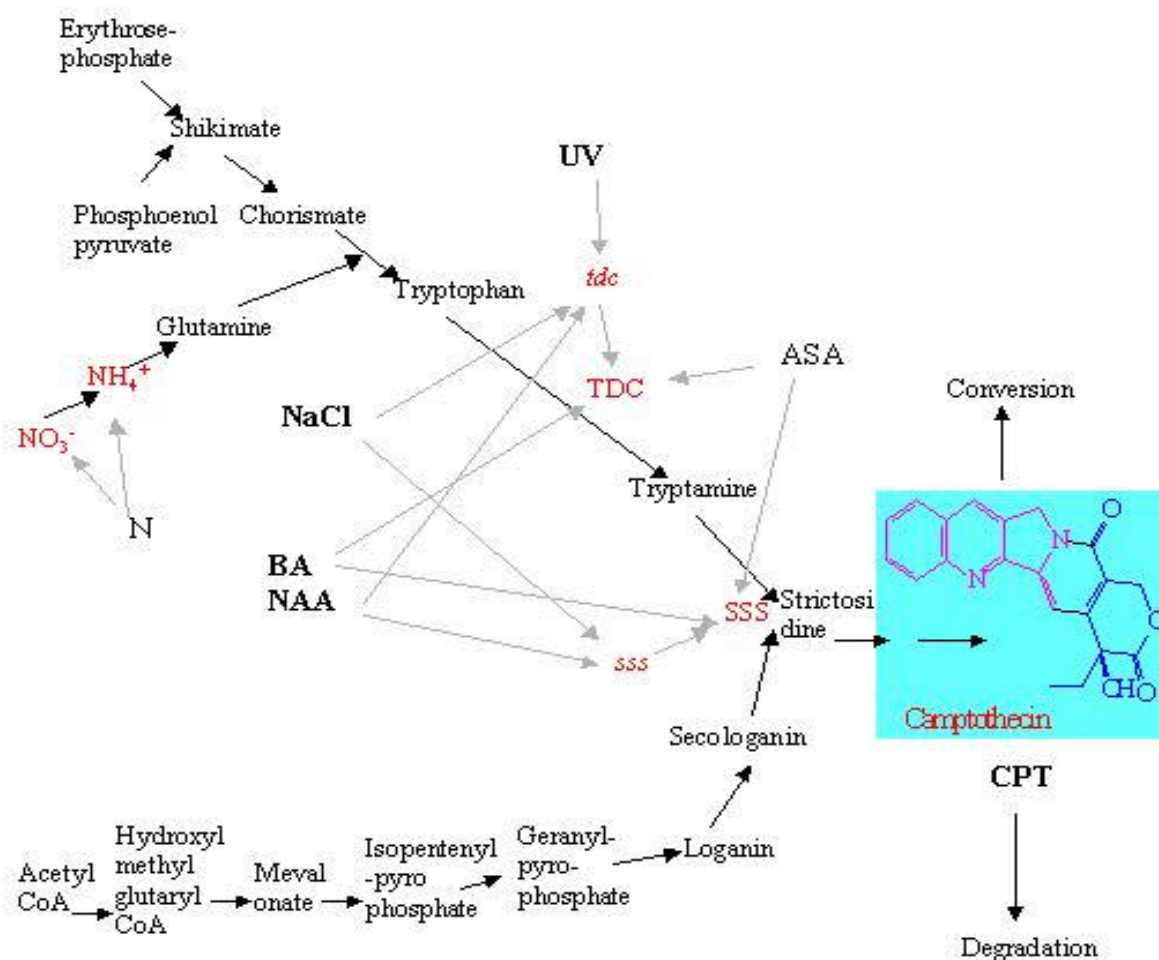 Erythrose-
phosphate
Shikimate
UV
Phosphoenol
pyruvate
Chorismate
tdc
Tryptophan
Glutamine
ASA
NH₄⁺
TDC
Conversion
NaCl
NO₃⁻
Tryptamine
N
O
N
N
BA
NAA
SSS
Strictosi
dine
O
sss
OH
O
Camptothecin
Secologanin
CPT
Hydroxyl
methyl
glutaryl
CoA
Isopentenyl
-pyro
phosphate
Geranyl-
pyro-
phosphate
Loganin
Acetyl
CoA
Meval
onate
Degradation